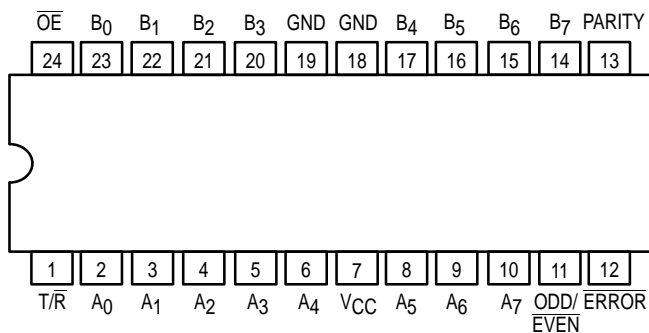 OE B0 B1 B2 B3 GND GND B4 B5 B6 B7 PARITY
24 23 22 21 20 19 18 17 16 15 14 13
1 2 3 4 5 6 7 8 9 10 11 12
T/R A0 A1 A2 A3 A4 VCC A5 A6 A7 ODD/ ERROR
EVEN